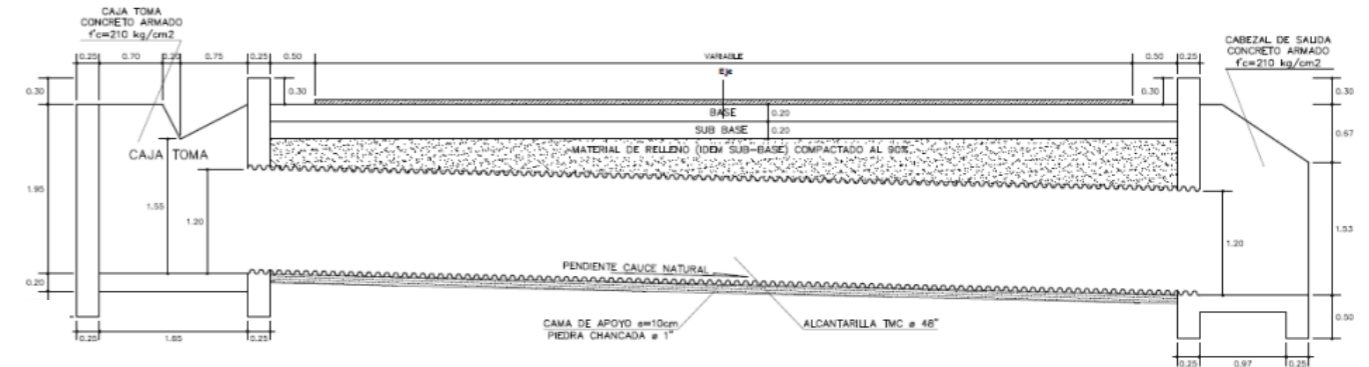 CAJA TOMA
CONCRETO ARMADO
f'c=210 kg/cm2
CABEZAL DE SALIDA
CONCRETO ARMADO
f'c=210 kg/cm2
0.25
0.70
0.20
0.75
0.25
0.50
VARIABLE
0.50
0.25
Eje
0.30
0.30
0.30
0.30
BASE
0.20
SUB BASE
0.20
0.67
CAJA TOMA
MATERIAL DE RELLENO (IDEM SUB-BASE) COMPACTADO AL 90%
1.95
1.55
1.20
1.20
1.53
PENDIENTE CAUCE NATURAL
0.20
CAMA DE APOYO e=10cm
PIEDRA CHANCADA ø 1"
ALCANTARILLA TMC ø 48"
0.50
0.25
1.65
0.25
0.25
0.97
0.25